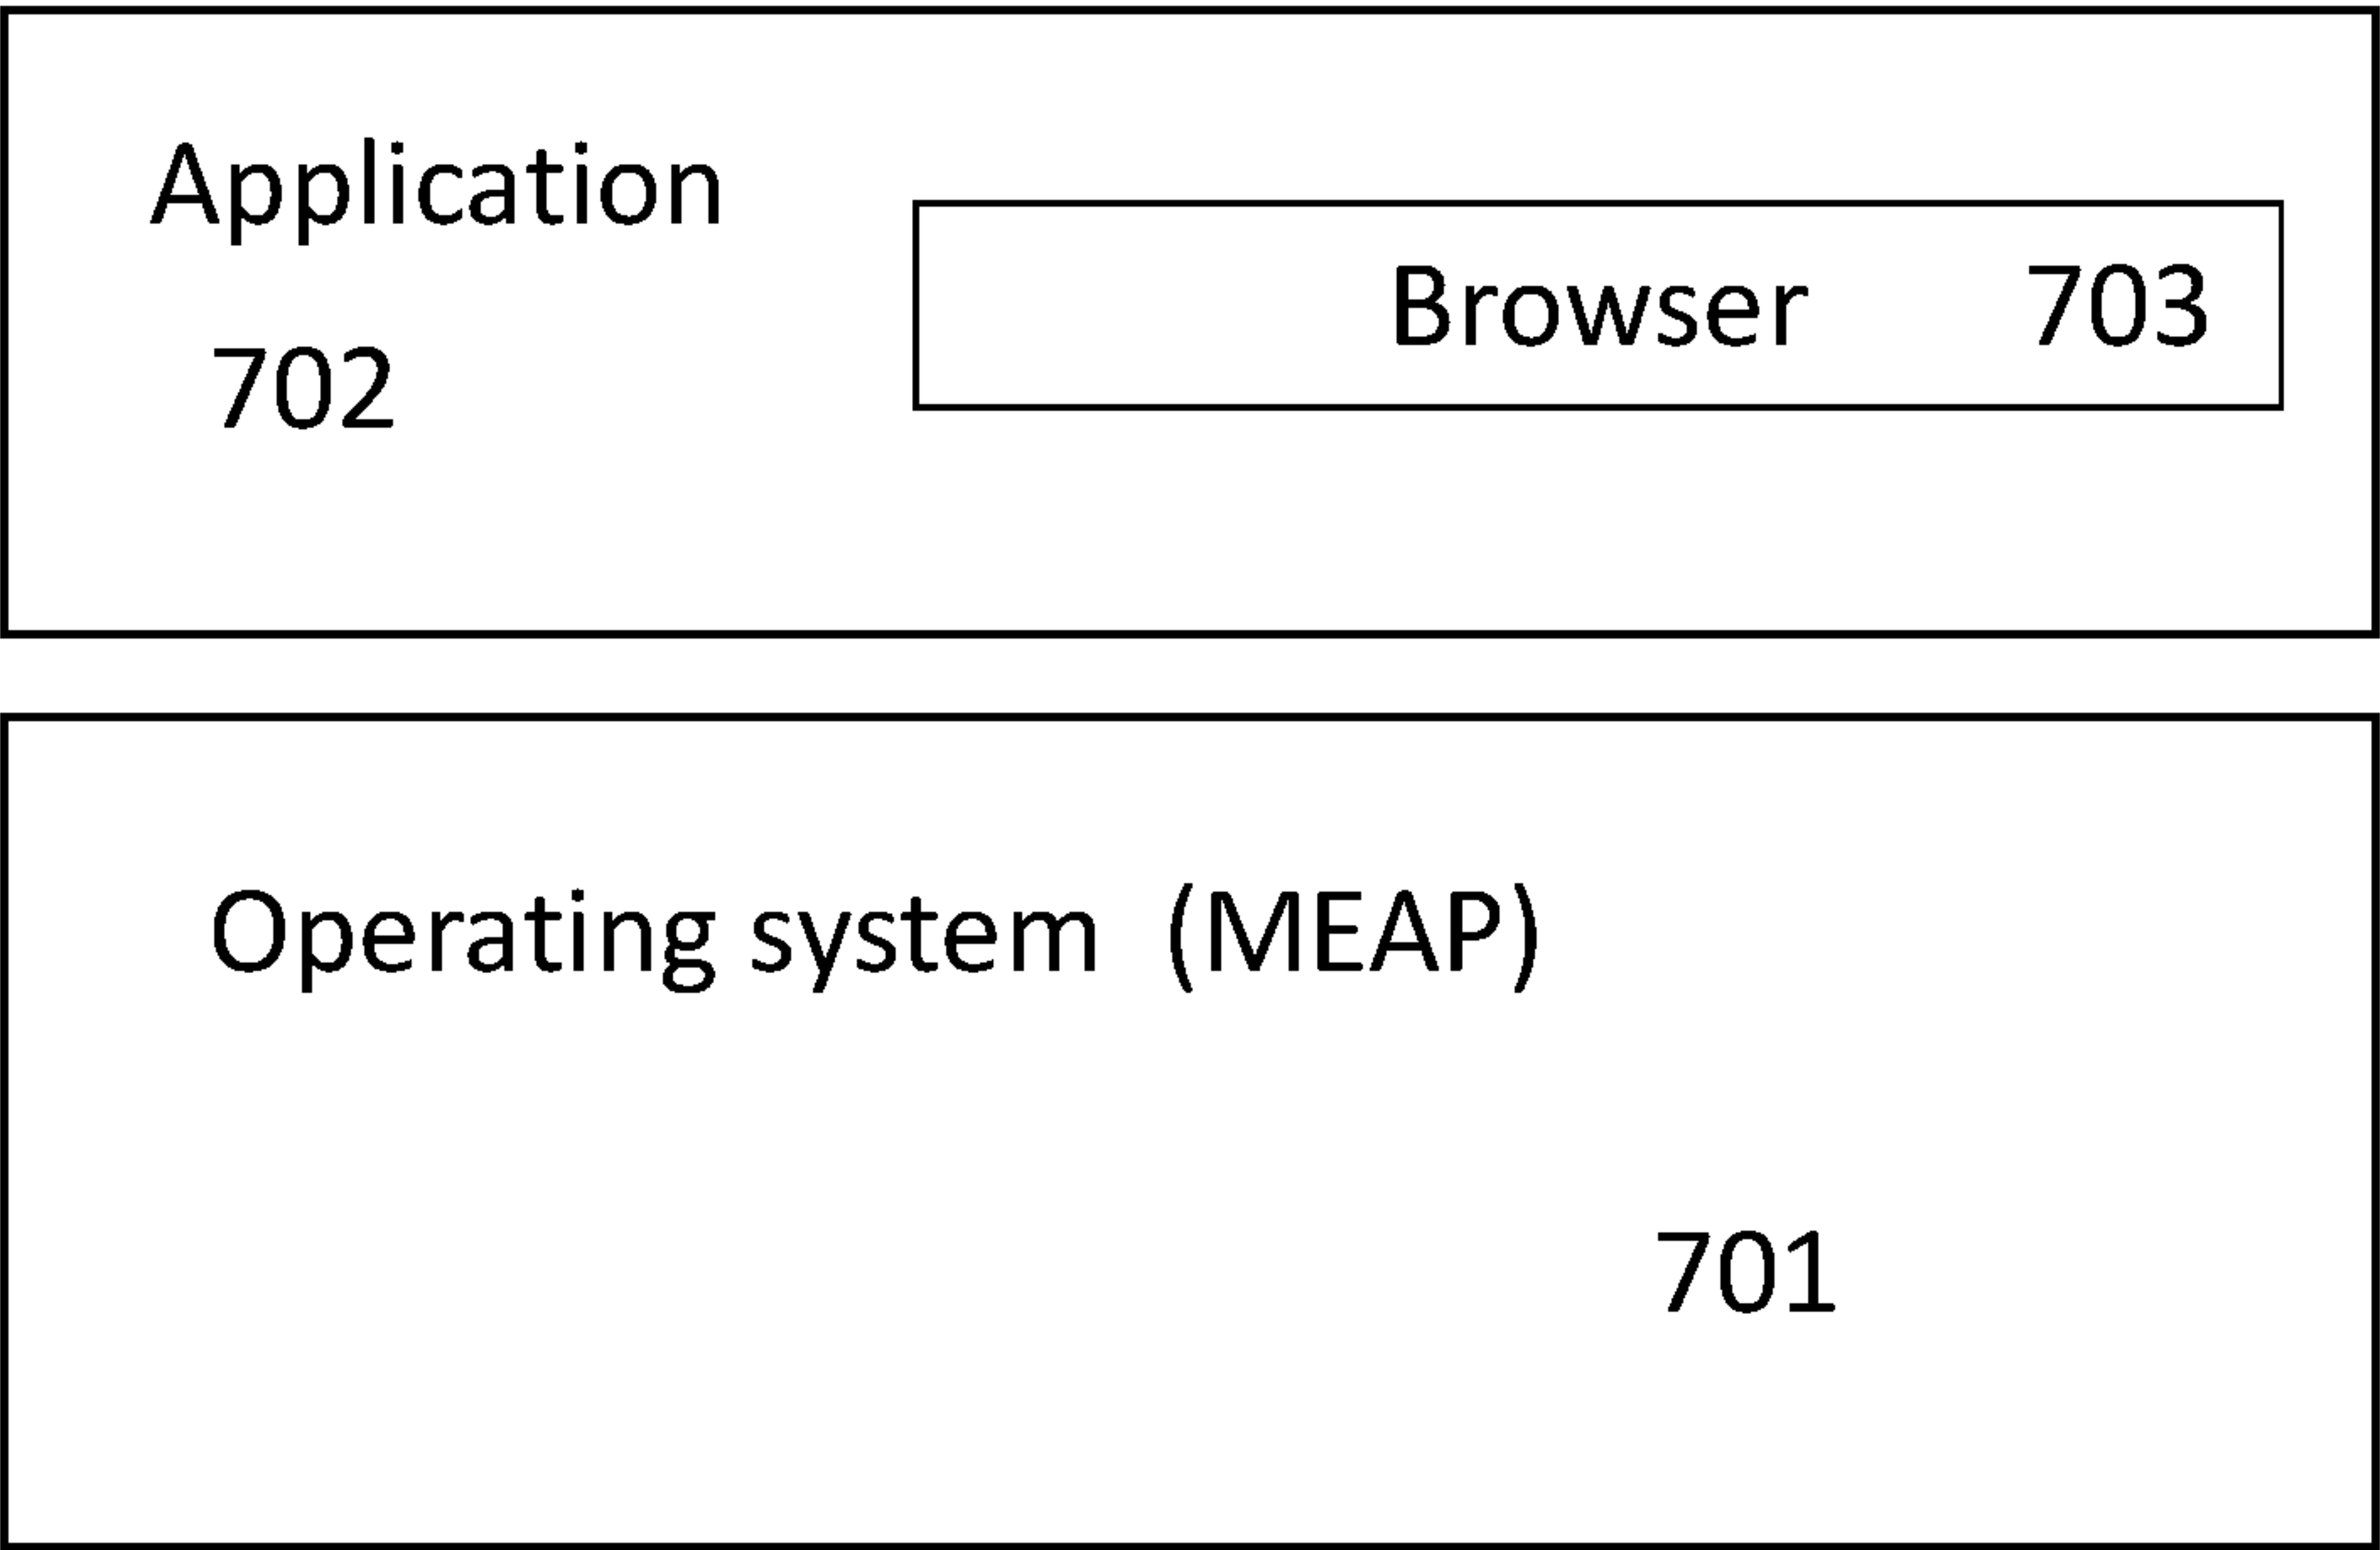 Application
Browser 703
702
Operating system (MEAP)
701